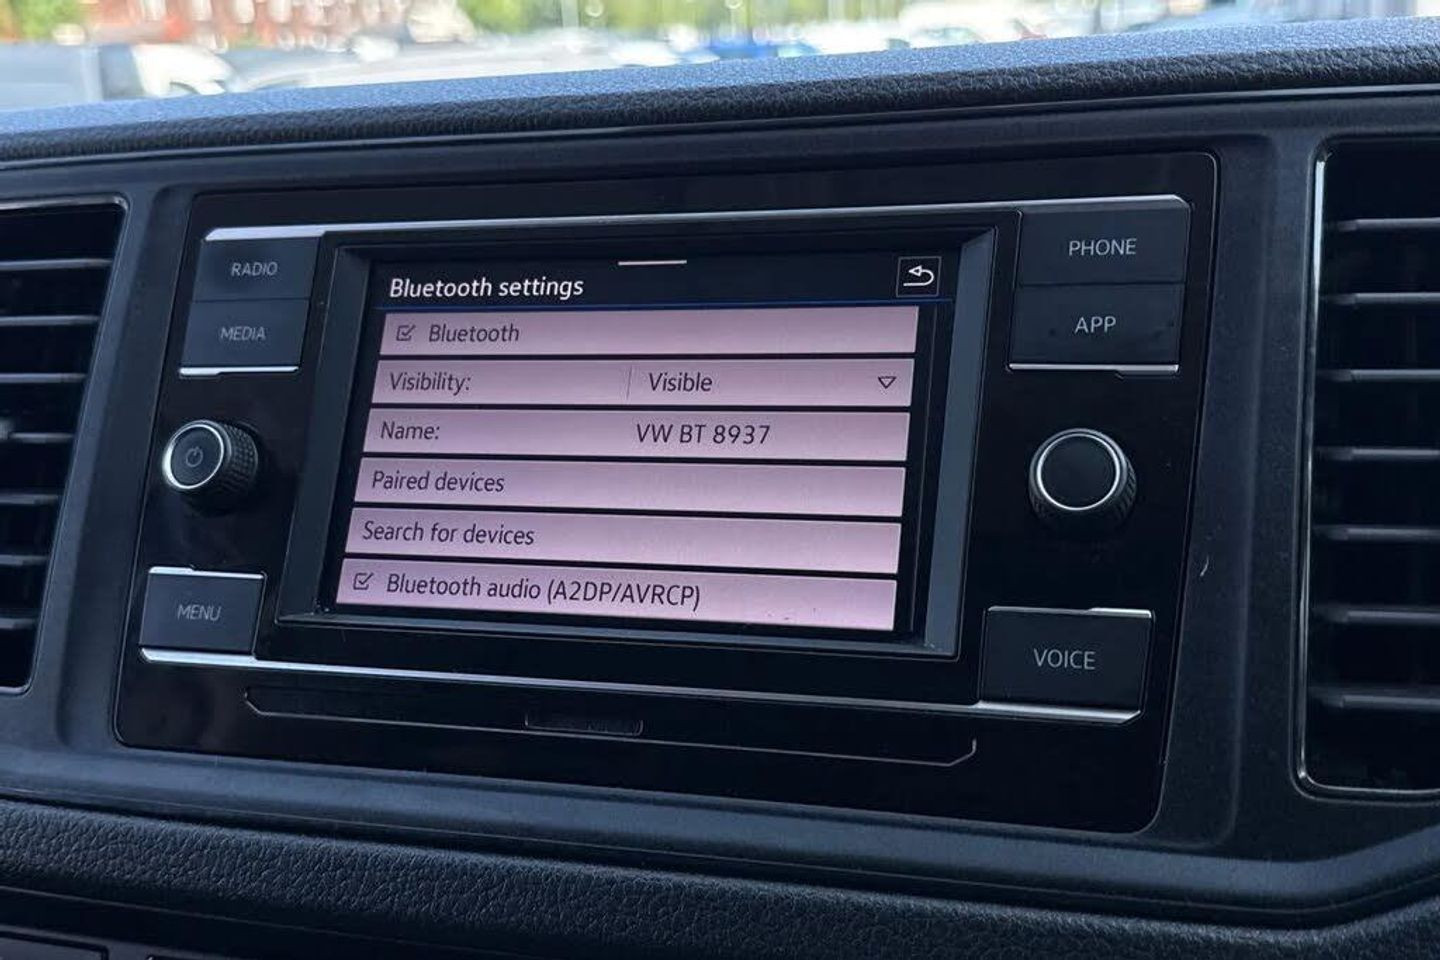 RADIO
MEDIA
MENU
Bluetooth settings
Bluetooth
Visibility: Visible
Name: VW BT 8937
Paired devices
Search for devices
Bluetooth audio (A2DP/AVRCP)
PHONE
APP
VOICE